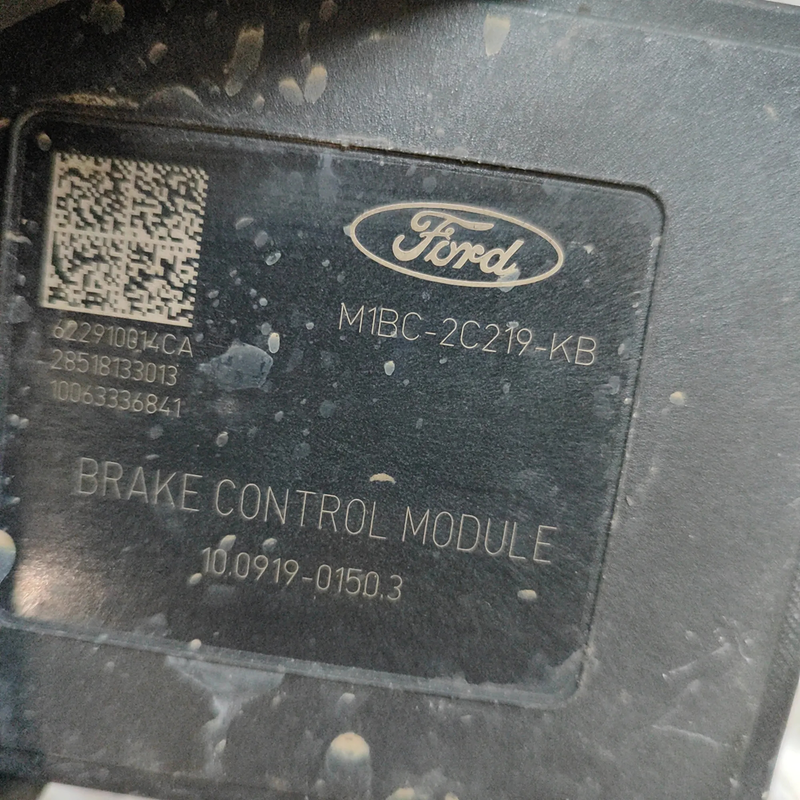 Ford
M1BC-2C219-KB
622910014CA
28518133013
10063336841
BRAKE CONTROL MODULE
10.0919-0150.3